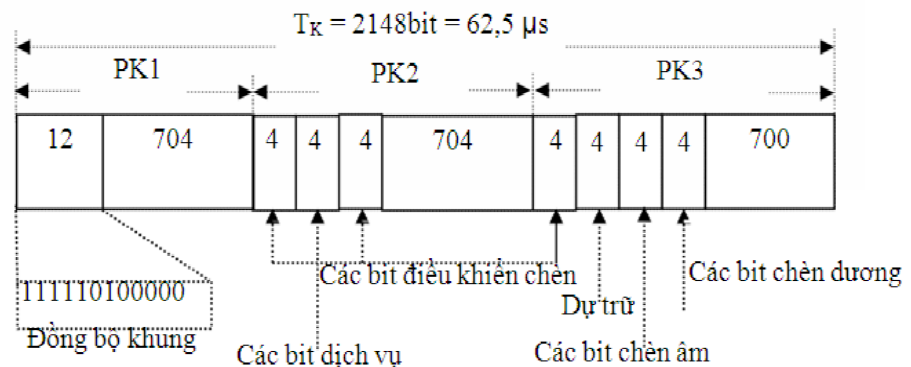 T_K = 2148bit = 62,5 µs
PK1 PK2 PK3
12 704 4 4 4 704 4 4 4 4 700
Các bit điều khiển chèn
Các bit chèn dương
111110100000
Dự trữ
Đồng bộ khung
Các bit dịch vụ
Các bit chèn âm